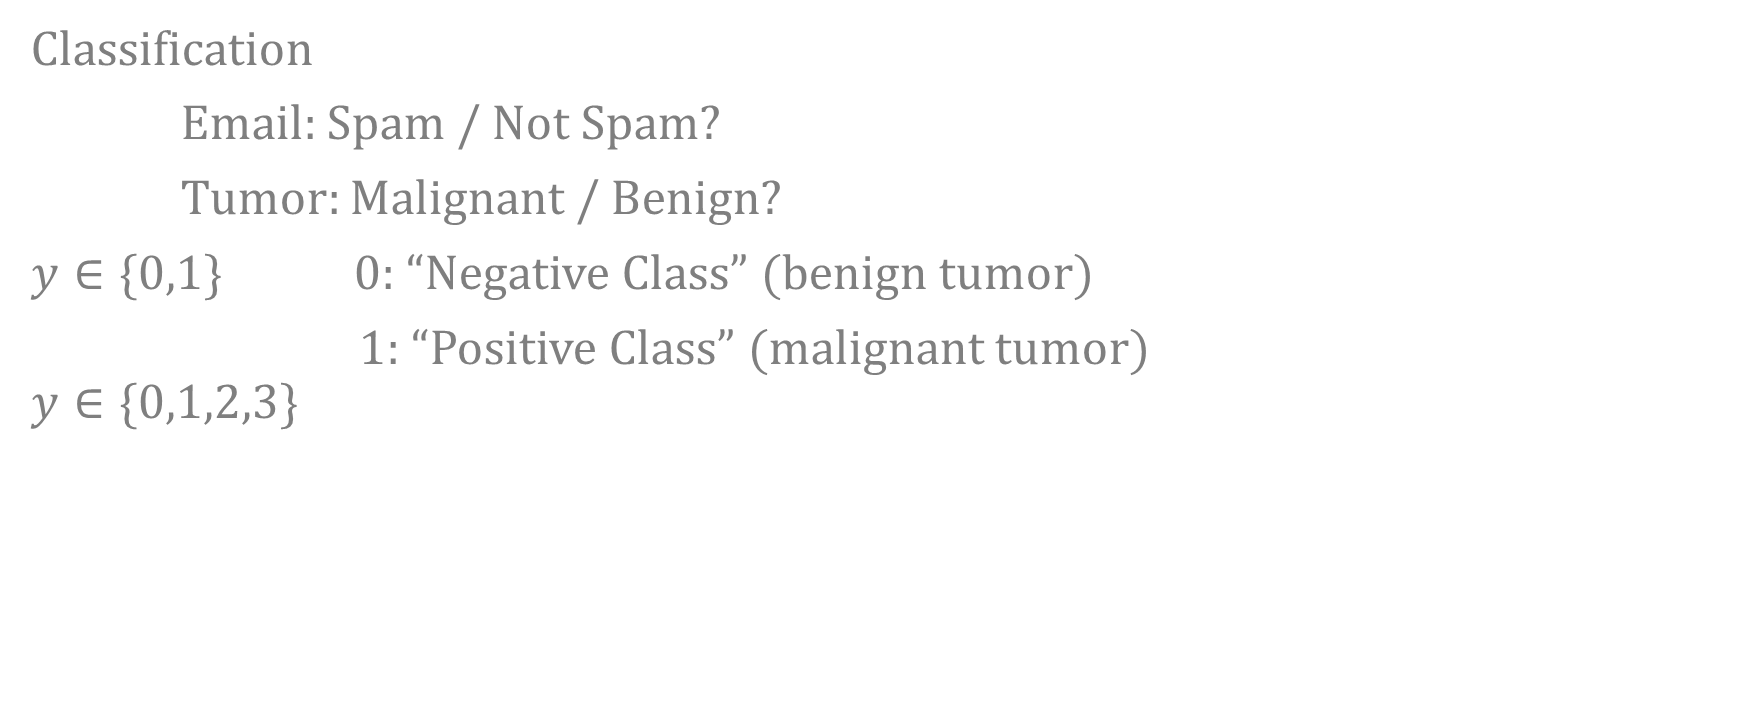 Classification
Email: Spam / Not Spam?
Tumor: Malignant / Benign?
y ∈ {0,1} 0: “Negative Class” (benign tumor)
1: “Positive Class” (malignant tumor)
y ∈ {0,1,2,3}